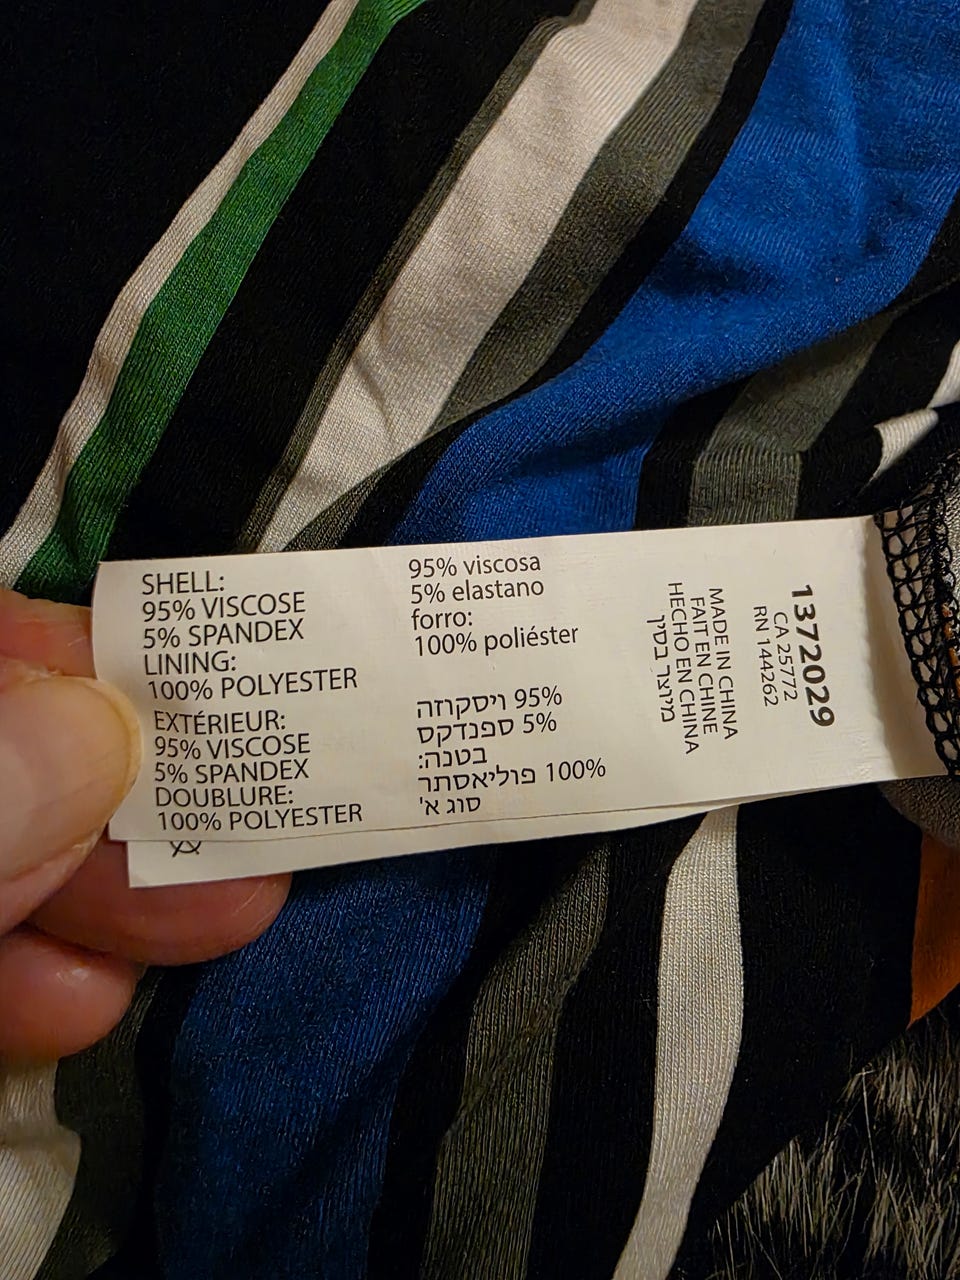 SHELL:
95% VISCOSE
5% SPANDEX
LINING:
100% POLYESTER
EXTÉRIEUR:
95% VISCOSE
5% SPANDEX
DOUBLURE:
100% POLYESTER
95% viscosa
5% elastano
forro:
100% poliéster
95% ויסקוזה
5% ספנדקס
בטנה:
100% פוליאסתר
סוג א'
MADE IN CHINA
FAIT EN CHINE
HECHO EN CHINA
מיוצר בסין
1372029
CA 25772
RN 144262